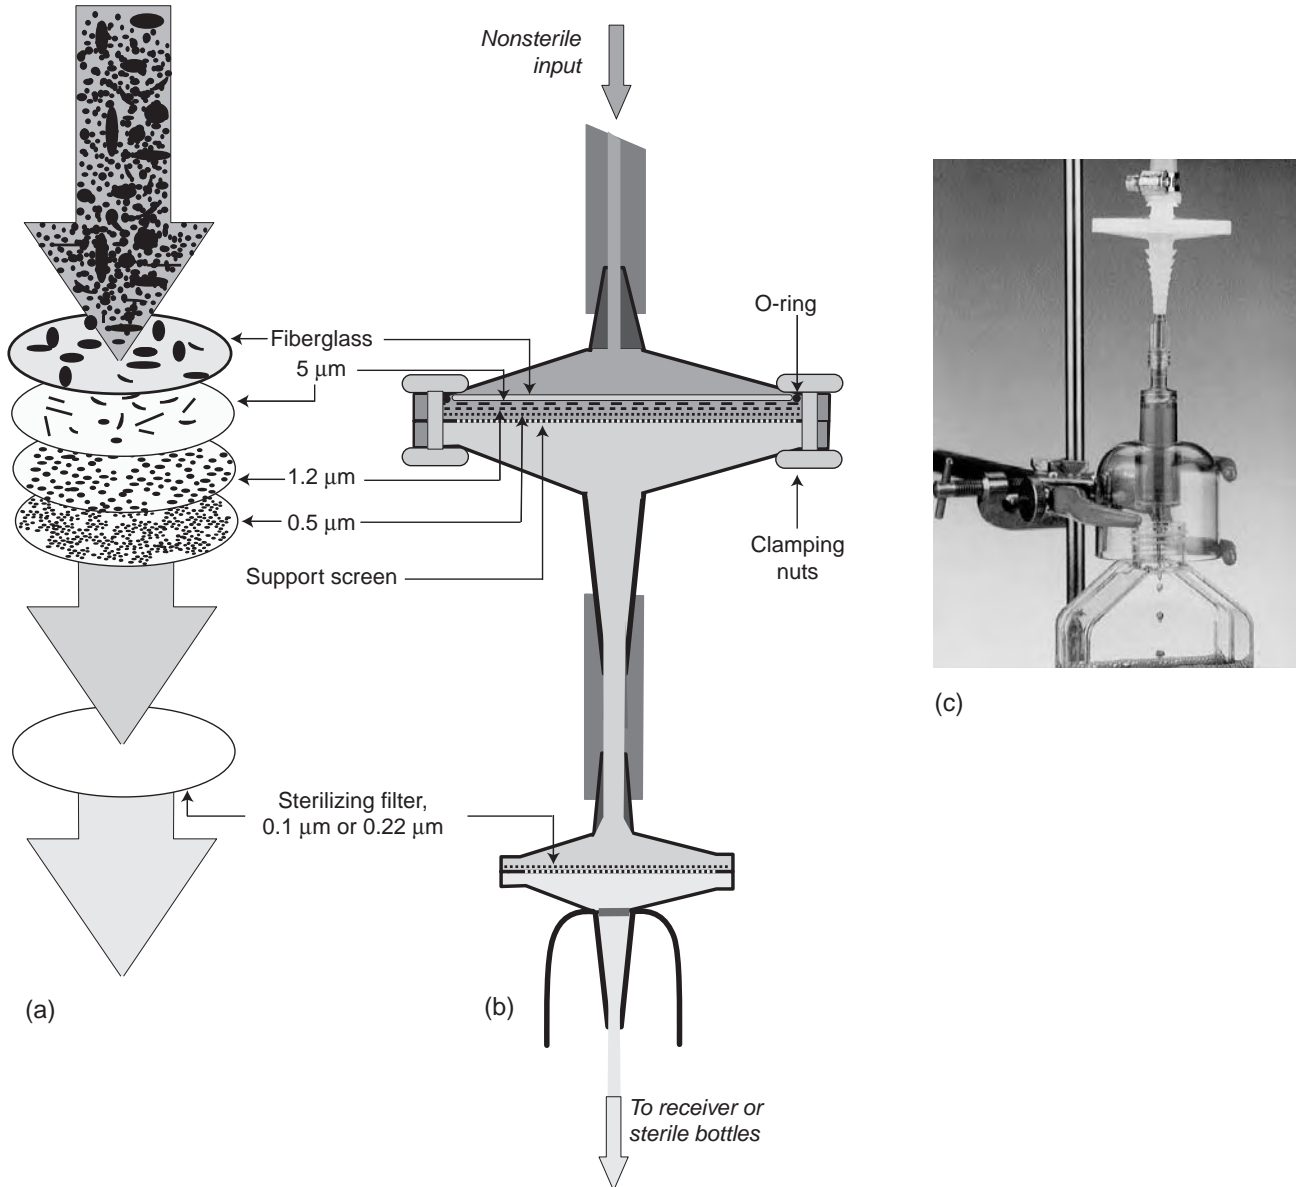 Nonsterile
input
Fiberglass
5 μm
1.2 μm
0.5 μm
Support screen
O-ring
Clamping
nuts
Sterilizing filter,
0.1 μm or 0.22 μm
To receiver or
sterile bottles
(a)
(b)
(c)